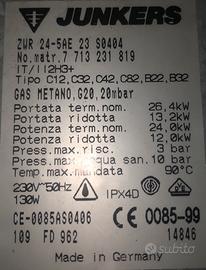 JUNKERS
ZWR 24-5AE 23 S0404
No.matr.7 713 231 819
IT/II2H3+
Tipo C12,C32,C42,C82,B22,B32
GAS METANO,G20,20mbar
Portata term.nom. 26,4kW
Portata ridotta 13,2kW
Potenza term.nom. 24,0kW
Potenza ridotta 12,0kW
Press.max.risc. 3 bar
Press.max acqua san.10 bar
Temp.max.mandata 90°C
230V~50Hz
130W
IPX4D
CE-0085AS0406
CE 0085-99
109 FD 962 14846
Made in Germany
subito